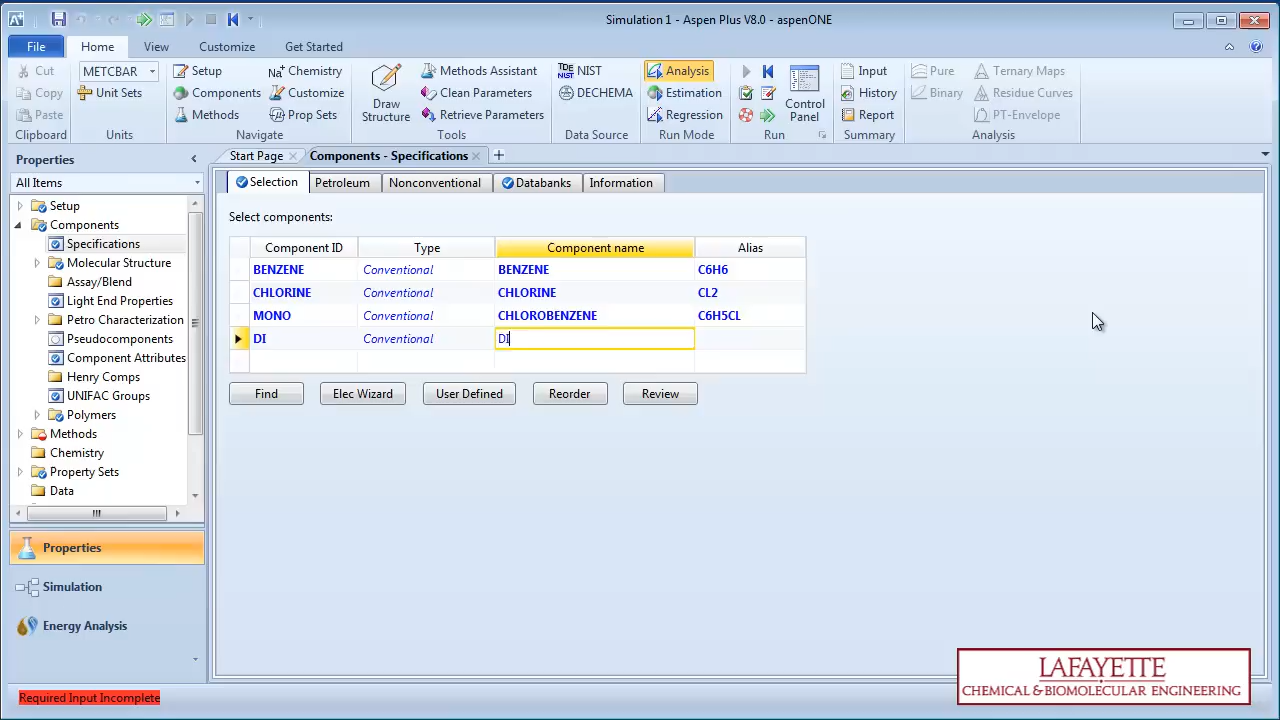 Simulation 1 - Aspen Plus V8.0 - aspenONE
File Home View Customize Get Started
Cut METCBAR Setup Chemistry Methods Assistant NIST Analysis Input Pure Ternary Maps
Copy Unit Sets Components Customize Clean Parameters DECHEMA Estimation History Binary Residue Curves
Paste Methods Prop Sets Draw Structure Retrieve Parameters Regression Control Panel Report PT-Envelope
Clipboard Units Navigate Tools Data Source Run Mode Run Summary Analysis
Properties Start Page Components - Specifications
All Items Selection Petroleum Nonconventional Databanks Information
Setup
Components
Specifications
Molecular Structure
Assay/Blend
Light End Properties
Petro Characterization
Pseudocomponents
Component Attributes
Henry Comps
UNIFAC Groups
Polymers
Methods
Chemistry
Property Sets
Data
Properties
Simulation
Energy Analysis
Select components:
Component ID Type Component name Alias
BENZENE Conventional BENZENE C6H6
CHLORINE Conventional CHLORINE CL2
MONO Conventional CHLOROBENZENE C6H5CL
DI Conventional DI
Find Elec Wizard User Defined Reorder Review
Required Input Incomplete
LAFAYETTE
CHEMICAL & BIOMOLECULAR ENGINEERING